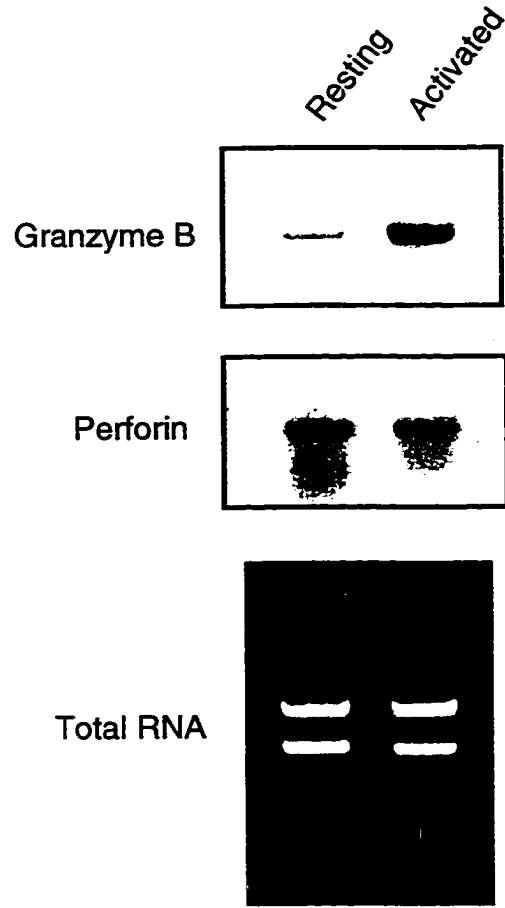 Resting
Activated
Granzyme B
Perforin
Total RNA